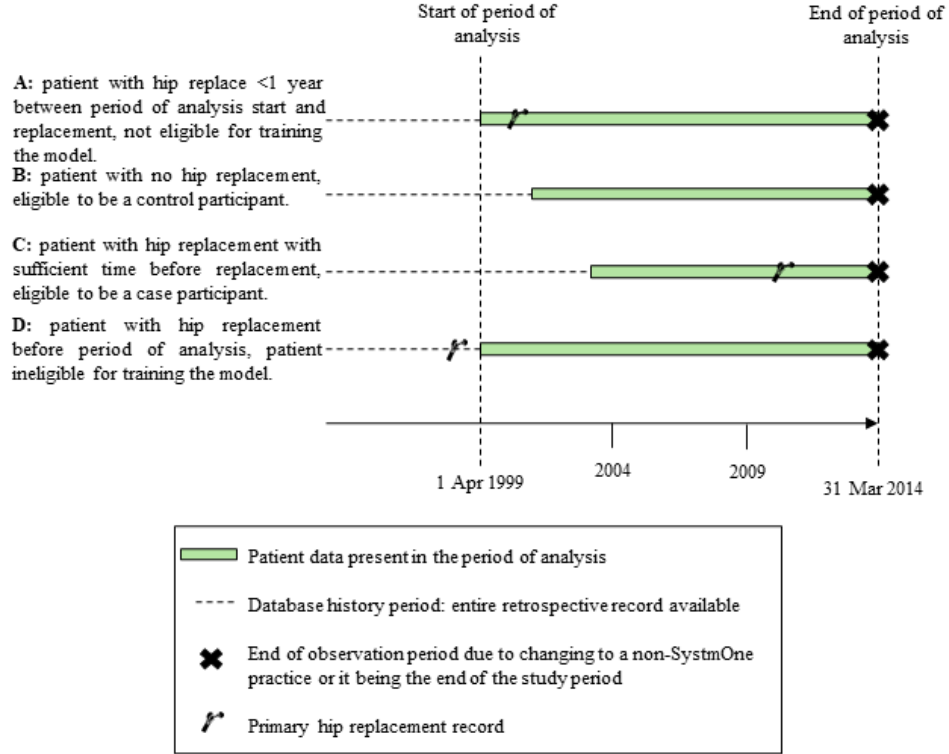 Start of period of
analysis
End of period of
analysis
A: patient with hip replace <1 year
between period of analysis start and
replacement, not eligible for training
the model.
B: patient with no hip replacement,
eligible to be a control participant.
C: patient with hip replacement with
sufficient time before replacement,
eligible to be a case participant.
D: patient with hip replacement
before period of analysis, patient
ineligible for training the model.
1 Apr 1999
2004
2009
31 Mar 2014
Patient data present in the period of analysis
Database history period: entire retrospective record available
End of observation period due to changing to a non-SystmOne
practice or it being the end of the study period
Primary hip replacement record